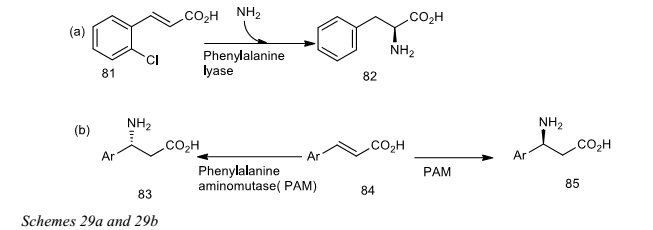 (a)
CO₂H
Cl
81
NH₂
Phenylalanine
lyase
CO₂H
NH₂
82
(b)
NH₂
Ar
CO₂H
83
Phenylalanine
aminomutase( PAM)
Ar
CO₂H
84
PAM
NH₂
Ar
CO₂H
85
Schemes 29a and 29b